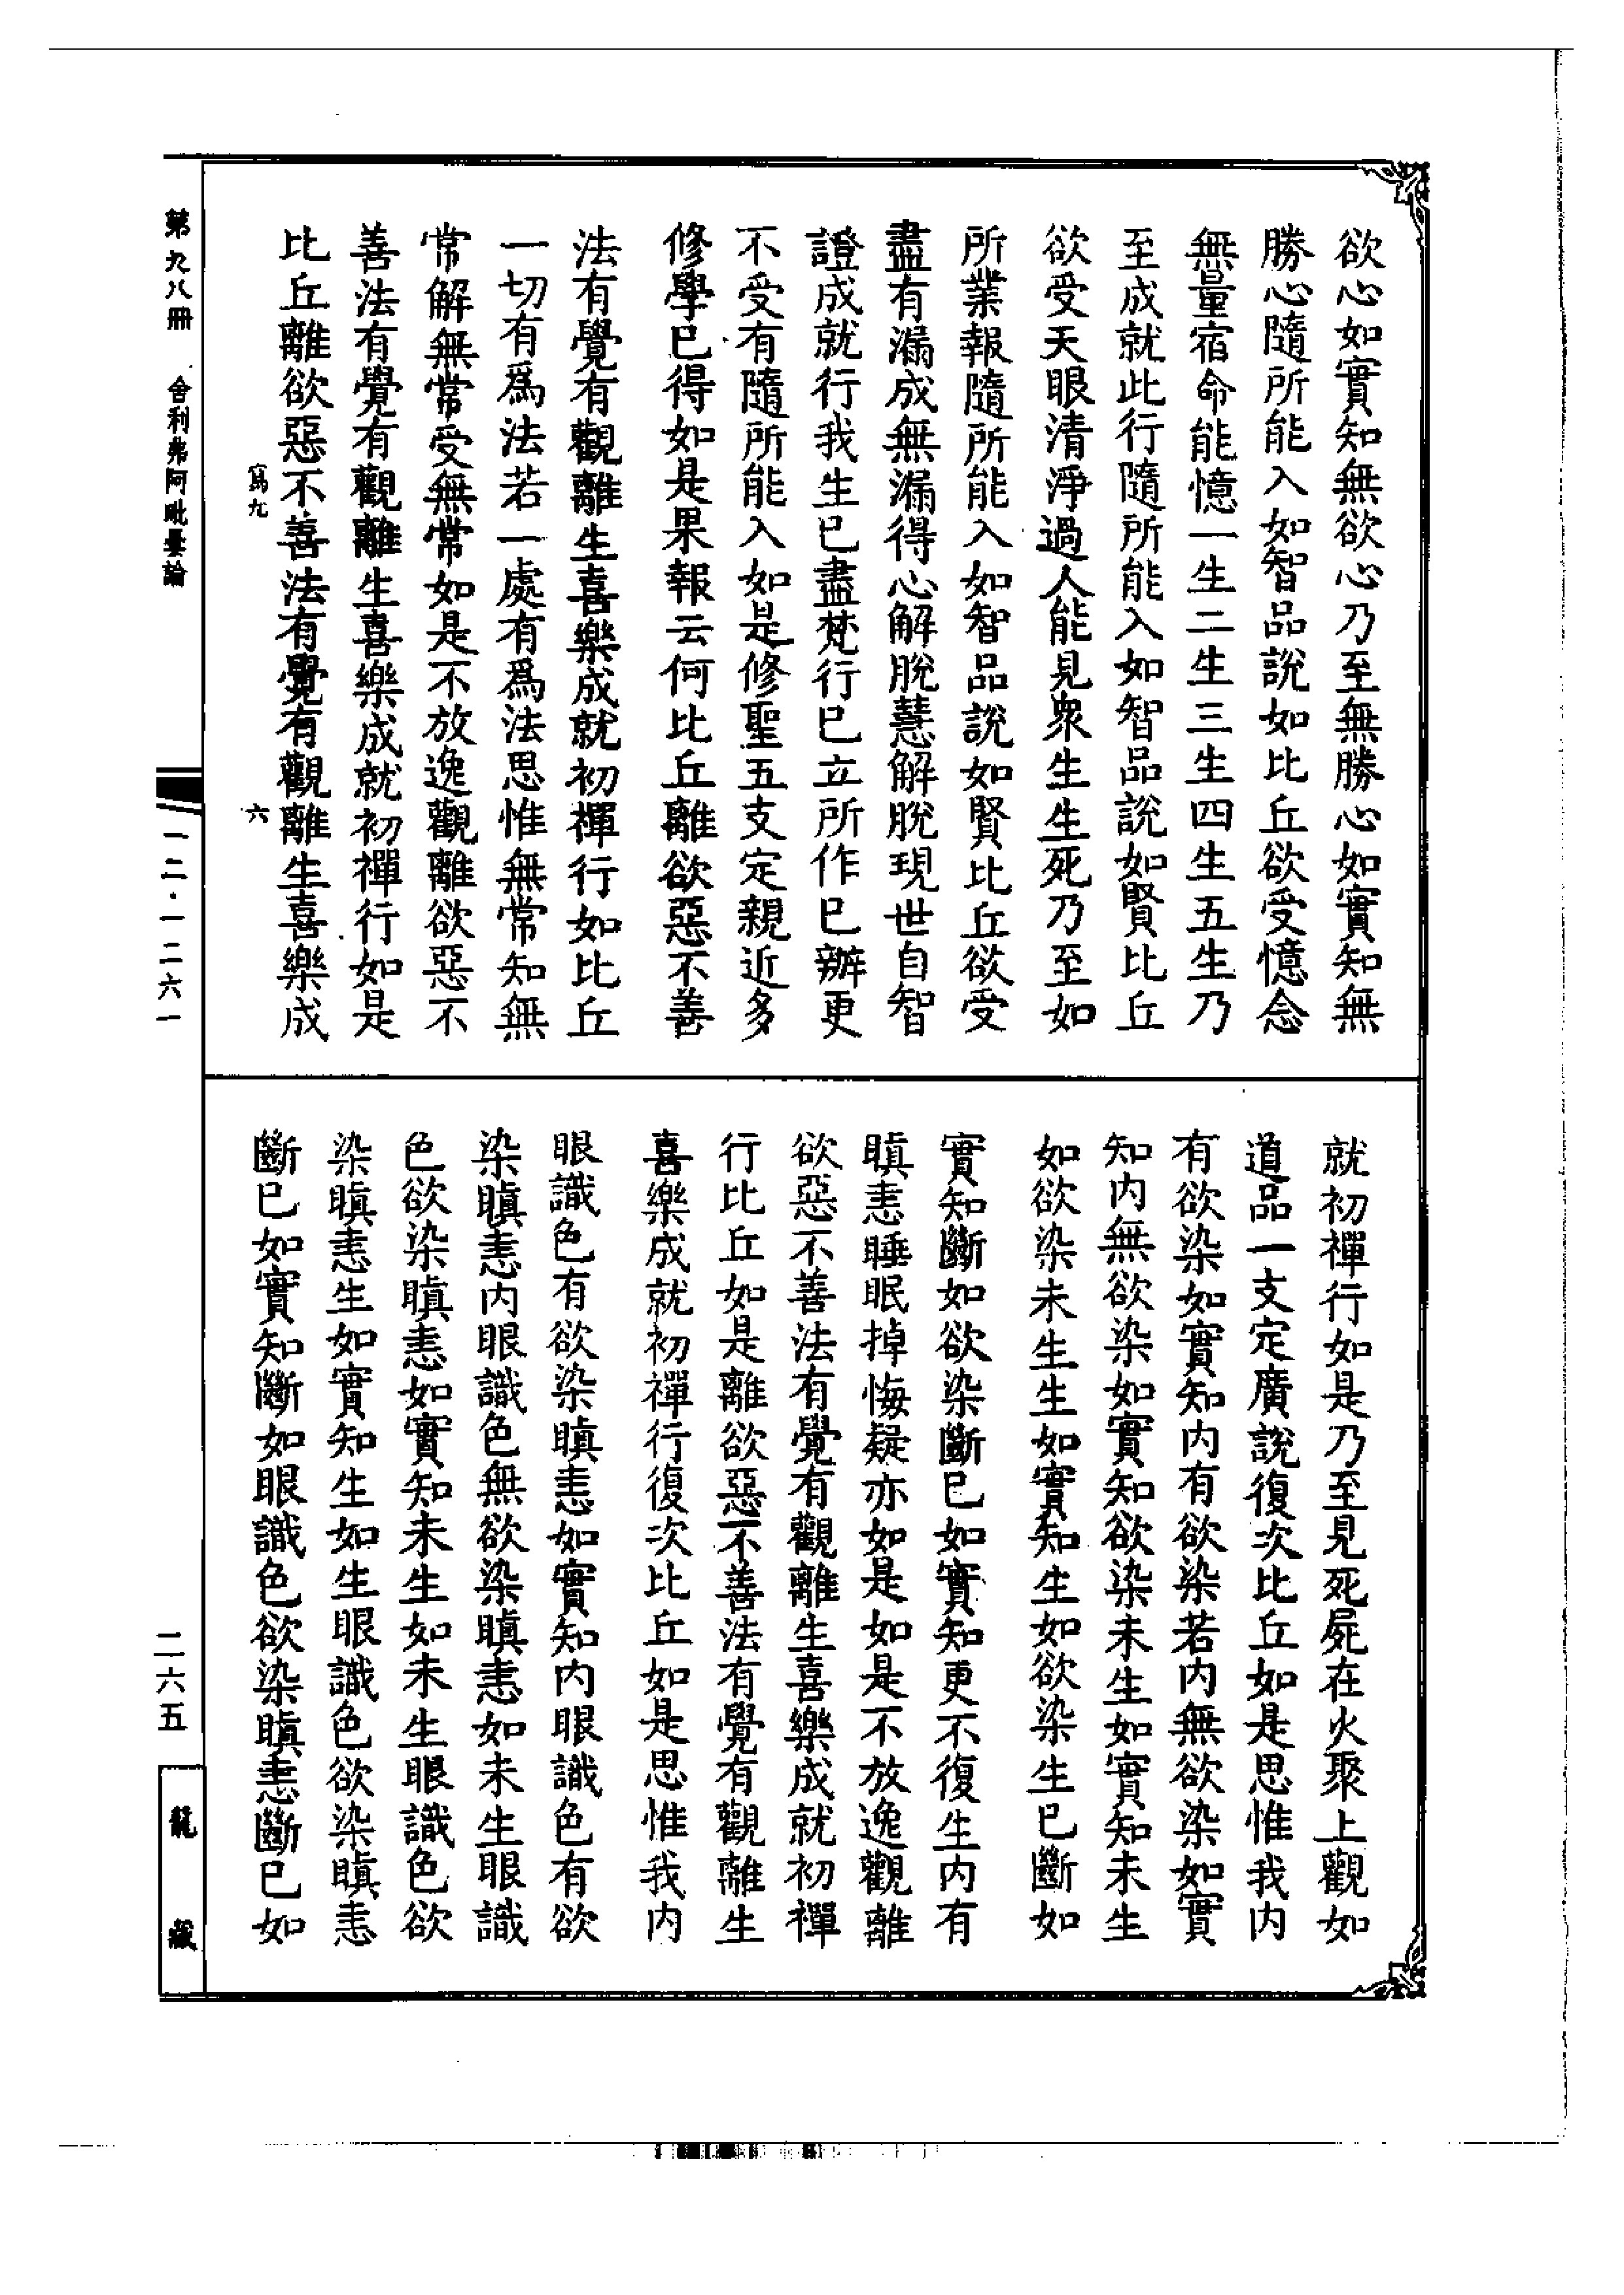 欲心如實知無欲心乃至無勝心如實知無
勝心隨所能入如智品說如比丘欲受憶念
無量宿命能憶一生二生三生四生五生乃
至成就此行隨所能入如智品說如賢比丘
欲受天眼清淨過人能見衆生生死乃至如
所業報隨所能入如智品說如賢比丘欲受
盡有漏成無漏得心解脫慧解脫現世自智
證成就行我生已盡梵行已立所作已辦更
不受有隨所能入如是修聖五支定親近多
修學已得如是果報云何比丘離欲惡不善
法有覺有觀離生喜樂成就初禪行如比丘
一切有爲法若一處有爲法思惟無常知無
常解無常受無常如是不放逸觀離欲惡不
善法有覺有觀離生喜樂成就初禪行如是
比丘離欲惡不善法有覺有觀離生喜樂成
寫九 六
就初禪行如是乃至見死屍在火聚上觀如
道品一支定廣說復次比丘如是思惟我內
有欲染如實知內有欲染若內無欲染如實
知內無欲染如實知欲染未生如實知未生
如欲染未生生如實知生如欲染生已斷如
實知斷如欲染斷已如實知更不復生內有
瞋恚睡眠掉悔疑亦如是如是不放逸觀離
欲惡不善法有覺有觀離生喜樂成就初禪
行比丘如是離欲惡不善法有覺有觀離生
喜樂成就初禪行復次比丘如是思惟我內
眼識色有欲染瞋恚如實知內眼識色有欲
染瞋恚內眼識色無欲染瞋恚如未生眼識
色欲染瞋恚如實知未生如未生眼識色欲
染瞋恚生如實知生如生眼識色欲染瞋恚
斷已如實知斷如眼識色欲染瞋恚斷已如
第九八冊 舍利弗阿毗曇論
一二·一二六一
二六五
龍藏